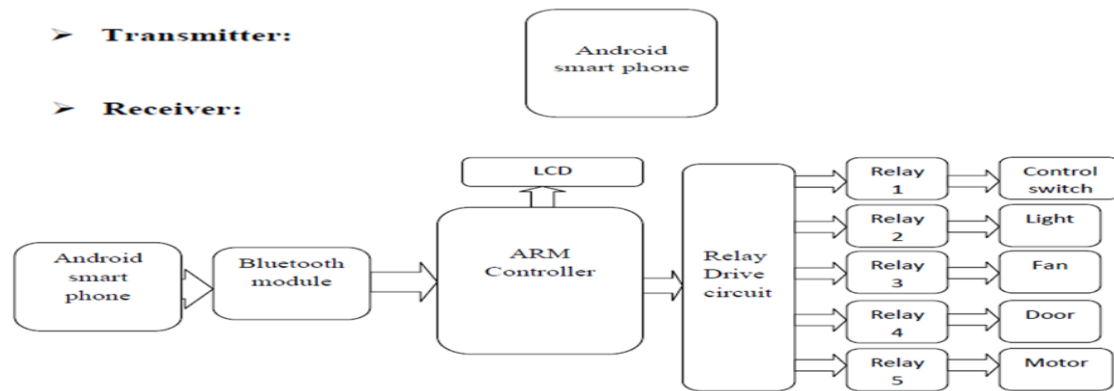 ➢ Transmitter:
Android
smart phone
➢ Receiver:
LCD
Android
smart
phone
Bluetooth
module
ARM
Controller
Relay
Drive
circuit
Relay
1
Control
switch
Relay
2
Light
Relay
3
Fan
Relay
4
Door
Relay
5
Motor